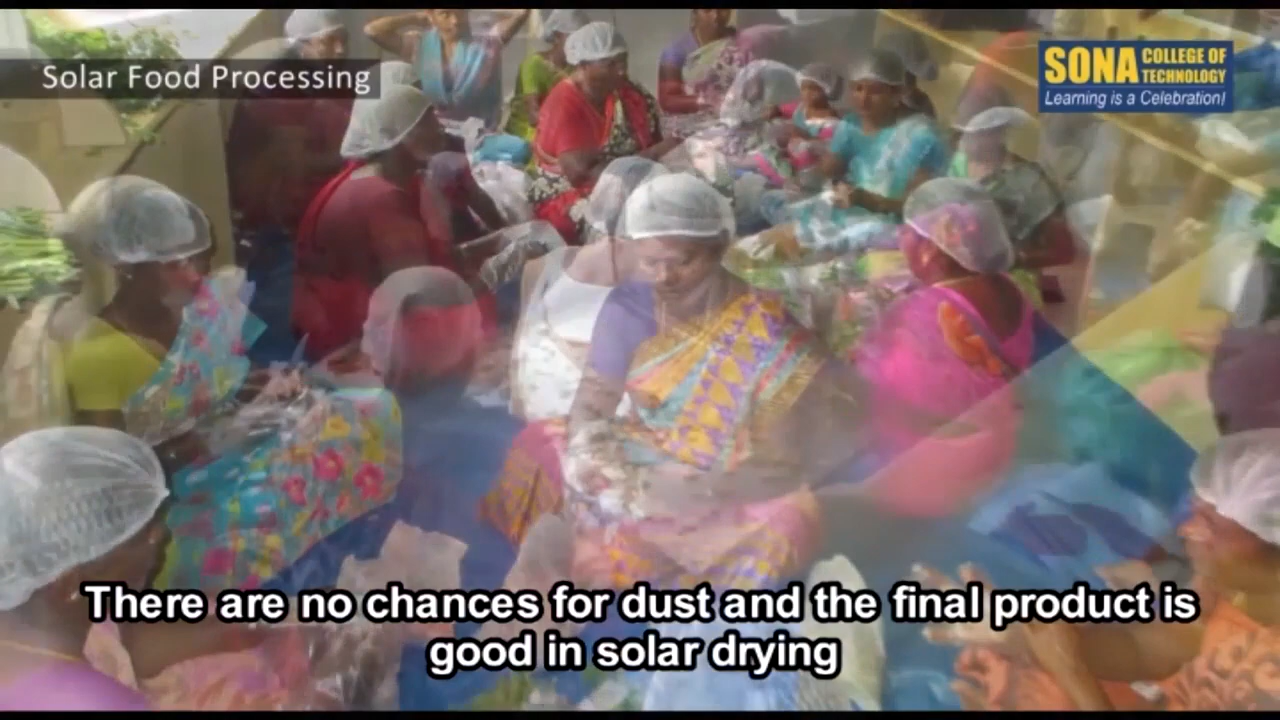 Solar Food Processing
SONA COLLEGE OF
TECHNOLOGY
Learning is a Celebration!
There are no chances for dust and the final product is
good in solar drying